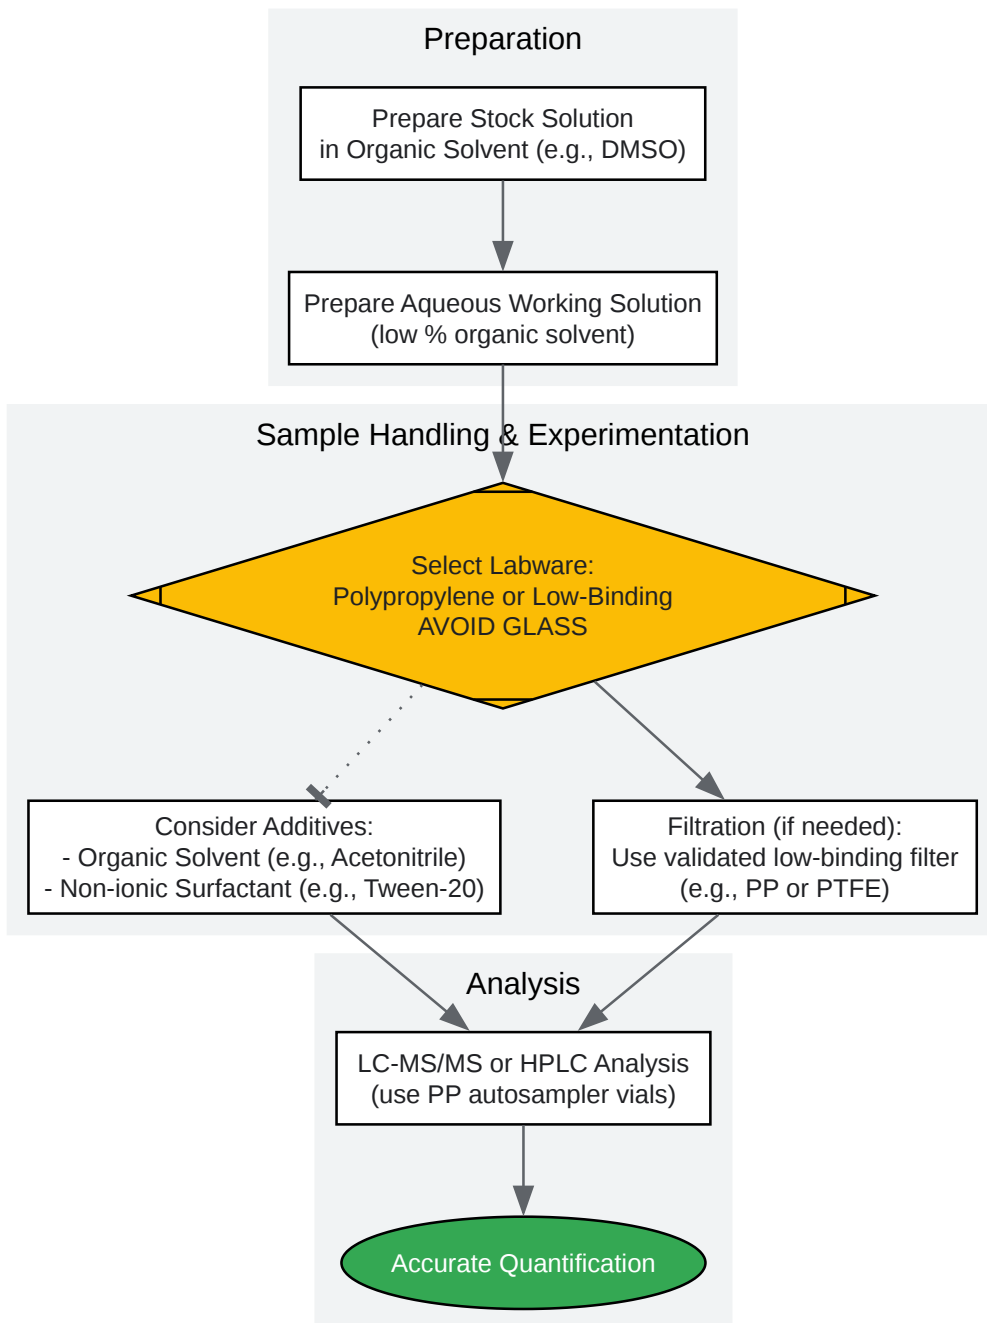 Preparation
Prepare Stock Solution
in Organic Solvent (e.g., DMSO)
Prepare Aqueous Working Solution
(low % organic solvent)
Sample Handling & Experimentation
Select Labware:
Polypropylene or Low-Binding
AVOID GLASS
Consider Additives:
- Organic Solvent (e.g., Acetonitrile)
- Non-ionic Surfactant (e.g., Tween-20)
Filtration (if needed):
Use validated low-binding filter
(e.g., PP or PTFE)
Analysis
LC-MS/MS or HPLC Analysis
(use PP autosampler vials)
Accurate Quantification